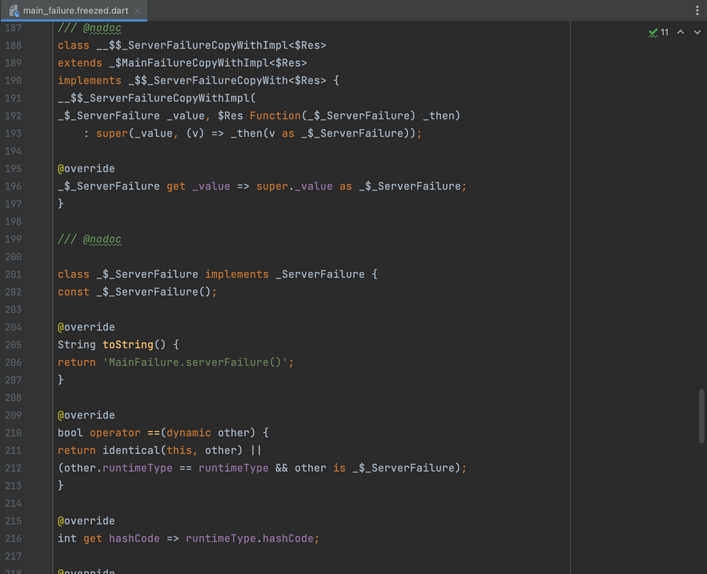 main_failure.freezed.dart
11
187 /// @nodoc
188 class __$$_ServerFailureCopyWithImpl<$Res>
189 extends _$MainFailureCopyWithImpl<$Res>
190 implements _$$_ServerFailureCopyWith<$Res> {
191 __$$_ServerFailureCopyWithImpl(
192 _$_ServerFailure _value, $Res Function(_$_ServerFailure) _then)
193 : super(_value, (v) => _then(v as _$_ServerFailure));
194
195 @override
196 _$_ServerFailure get _value => super._value as _$_ServerFailure;
197 }
198
199 /// @nodoc
200
201 class _$_ServerFailure implements _ServerFailure {
202 const _$_ServerFailure();
203
204 @override
205 String toString() {
206 return 'MainFailure.serverFailure()';
207 }
208
209 @override
210 bool operator ==(dynamic other) {
211 return identical(this, other) ||
212 (other.runtimeType == runtimeType && other is _$_ServerFailure);
213 }
214
215 @override
216 int get hashCode => runtimeType.hashCode;
217
218 @override